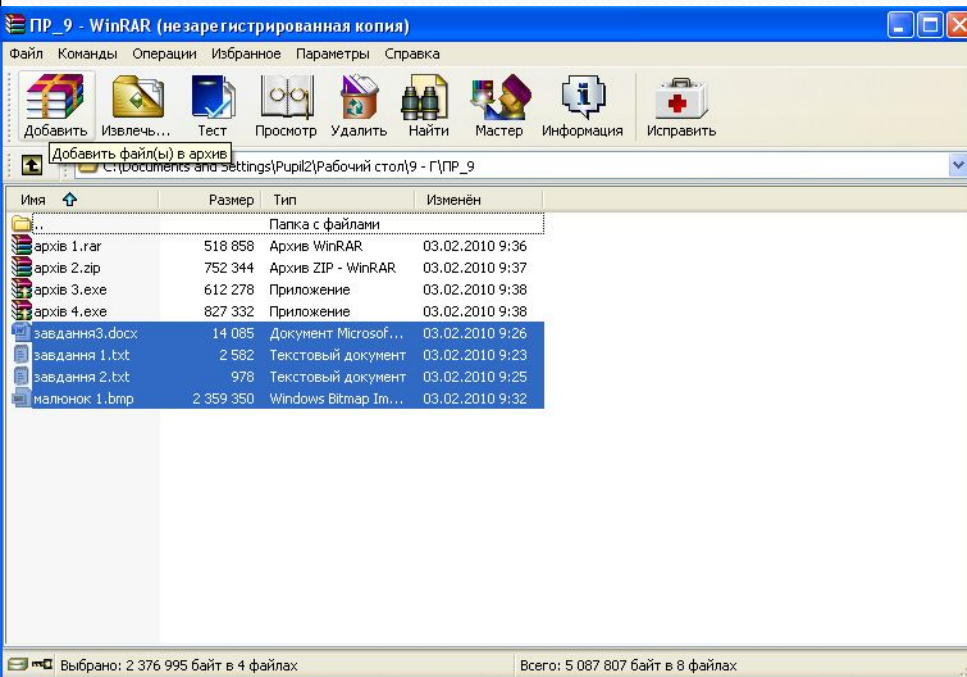 ПР_9 - WinRAR (незарегистрированная копия)
Файл Команды Операции Избранное Параметры Справка
Добавить Извлечь... Тест Просмотр Удалить Найти Мастер Информация Исправить
Добавить файл(ы) в архив
C:\Documents and Settings\Pupil2\Рабочий стол\9 - Г\ПР_9
Имя Размер Тип Изменён
.. Папка с файлами
архів 1.rar 518 858 Архив WinRAR 03.02.2010 9:36
архів 2.zip 752 344 Архив ZIP - WinRAR 03.02.2010 9:37
архів 3.exe 612 278 Приложение 03.02.2010 9:38
архів 4.exe 827 332 Приложение 03.02.2010 9:38
завдання3.docx 14 085 Документ Microsof... 03.02.2010 9:26
завдання 1.txt 2 582 Текстовый документ 03.02.2010 9:23
завдання 2.txt 978 Текстовый документ 03.02.2010 9:25
малюнок 1.bmp 2 359 350 Windows Bitmap Im... 03.02.2010 9:32
Выбрано: 2 376 995 байт в 4 файлах Всего: 5 087 807 байт в 8 файлах